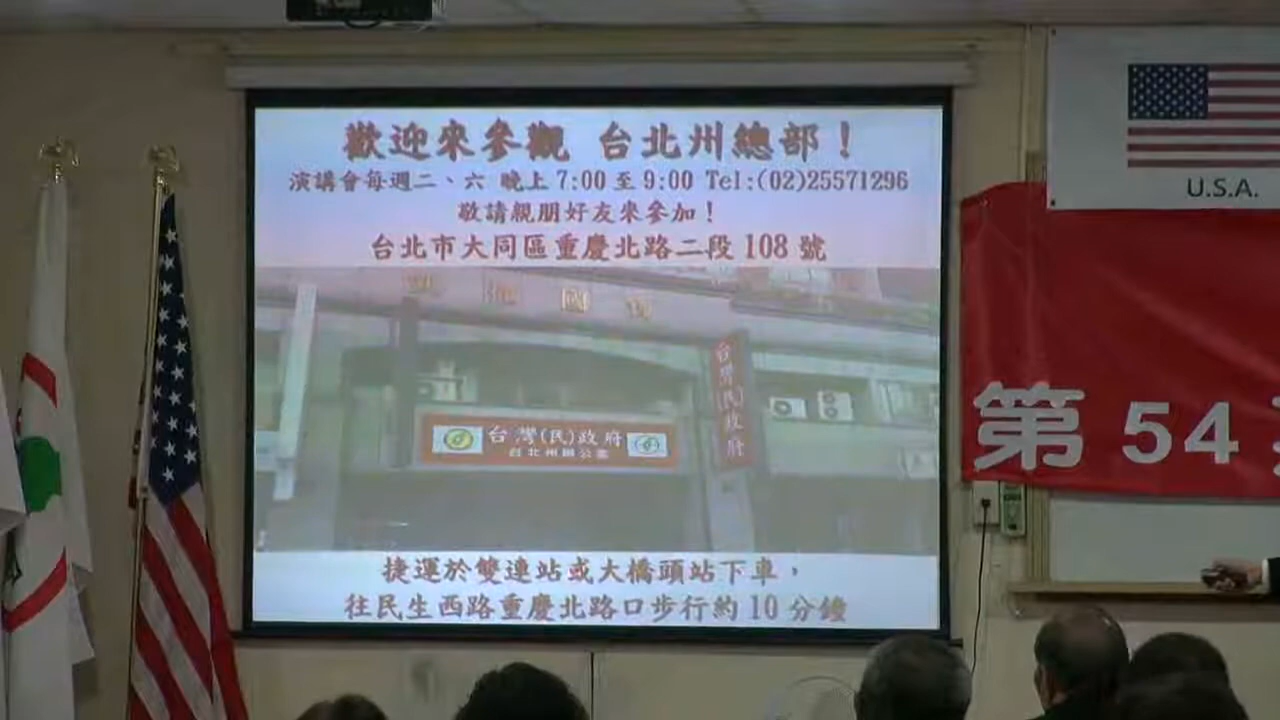 歡迎來參觀 台北州總部！
演講會每週二、六 晚上 7:00 至 9:00 Tel:(02)25571296
敬請親朋好友來參加！
台北市大同區重慶北路二段 108 號
國
台灣民政府
台灣(民)政府
台北州辦公室
捷運於雙連站或大橋頭站下車，
往民生西路重慶北路口步行約 10 分鐘
U.S.A.
第 54